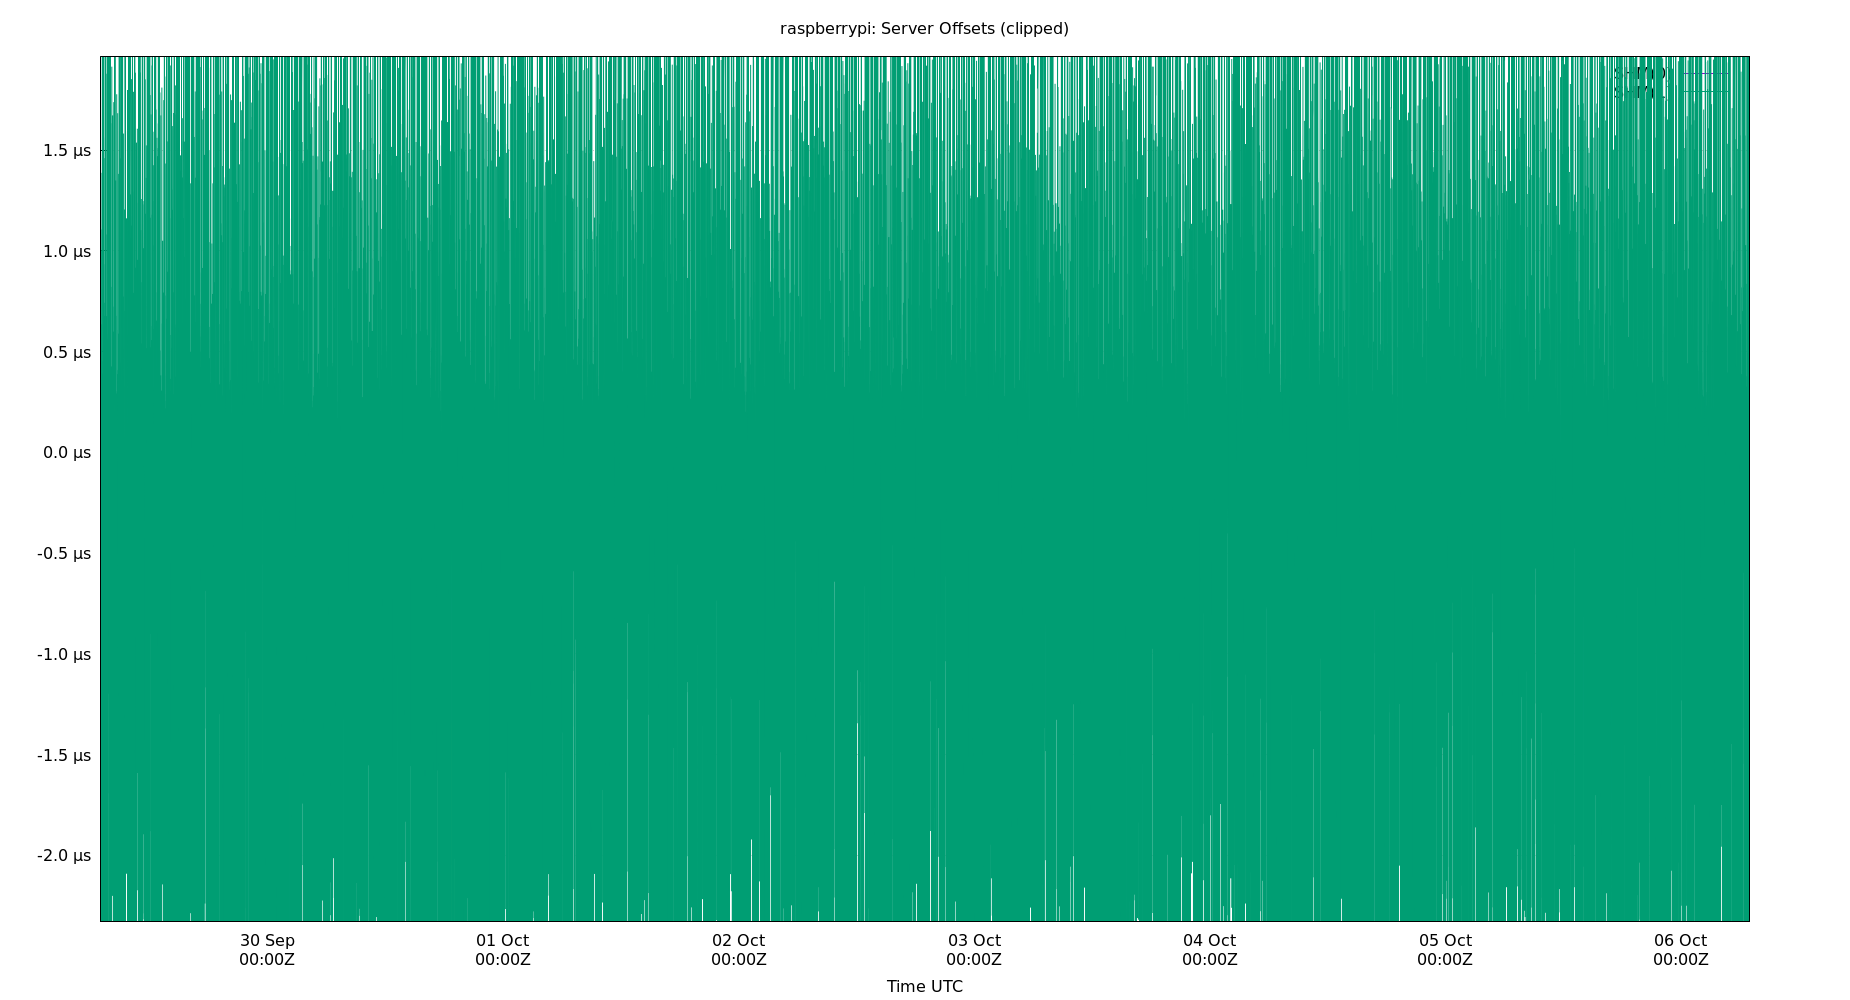 raspberrypi: Server Offsets (clipped)
1.5 µs
1.0 µs
0.5 µs
0.0 µs
-0.5 µs
-1.0 µs
-1.5 µs
-2.0 µs
30 Sep
00:00Z
01 Oct
00:00Z
02 Oct
00:00Z
03 Oct
00:00Z
04 Oct
00:00Z
05 Oct
00:00Z
06 Oct
00:00Z
Time UTC